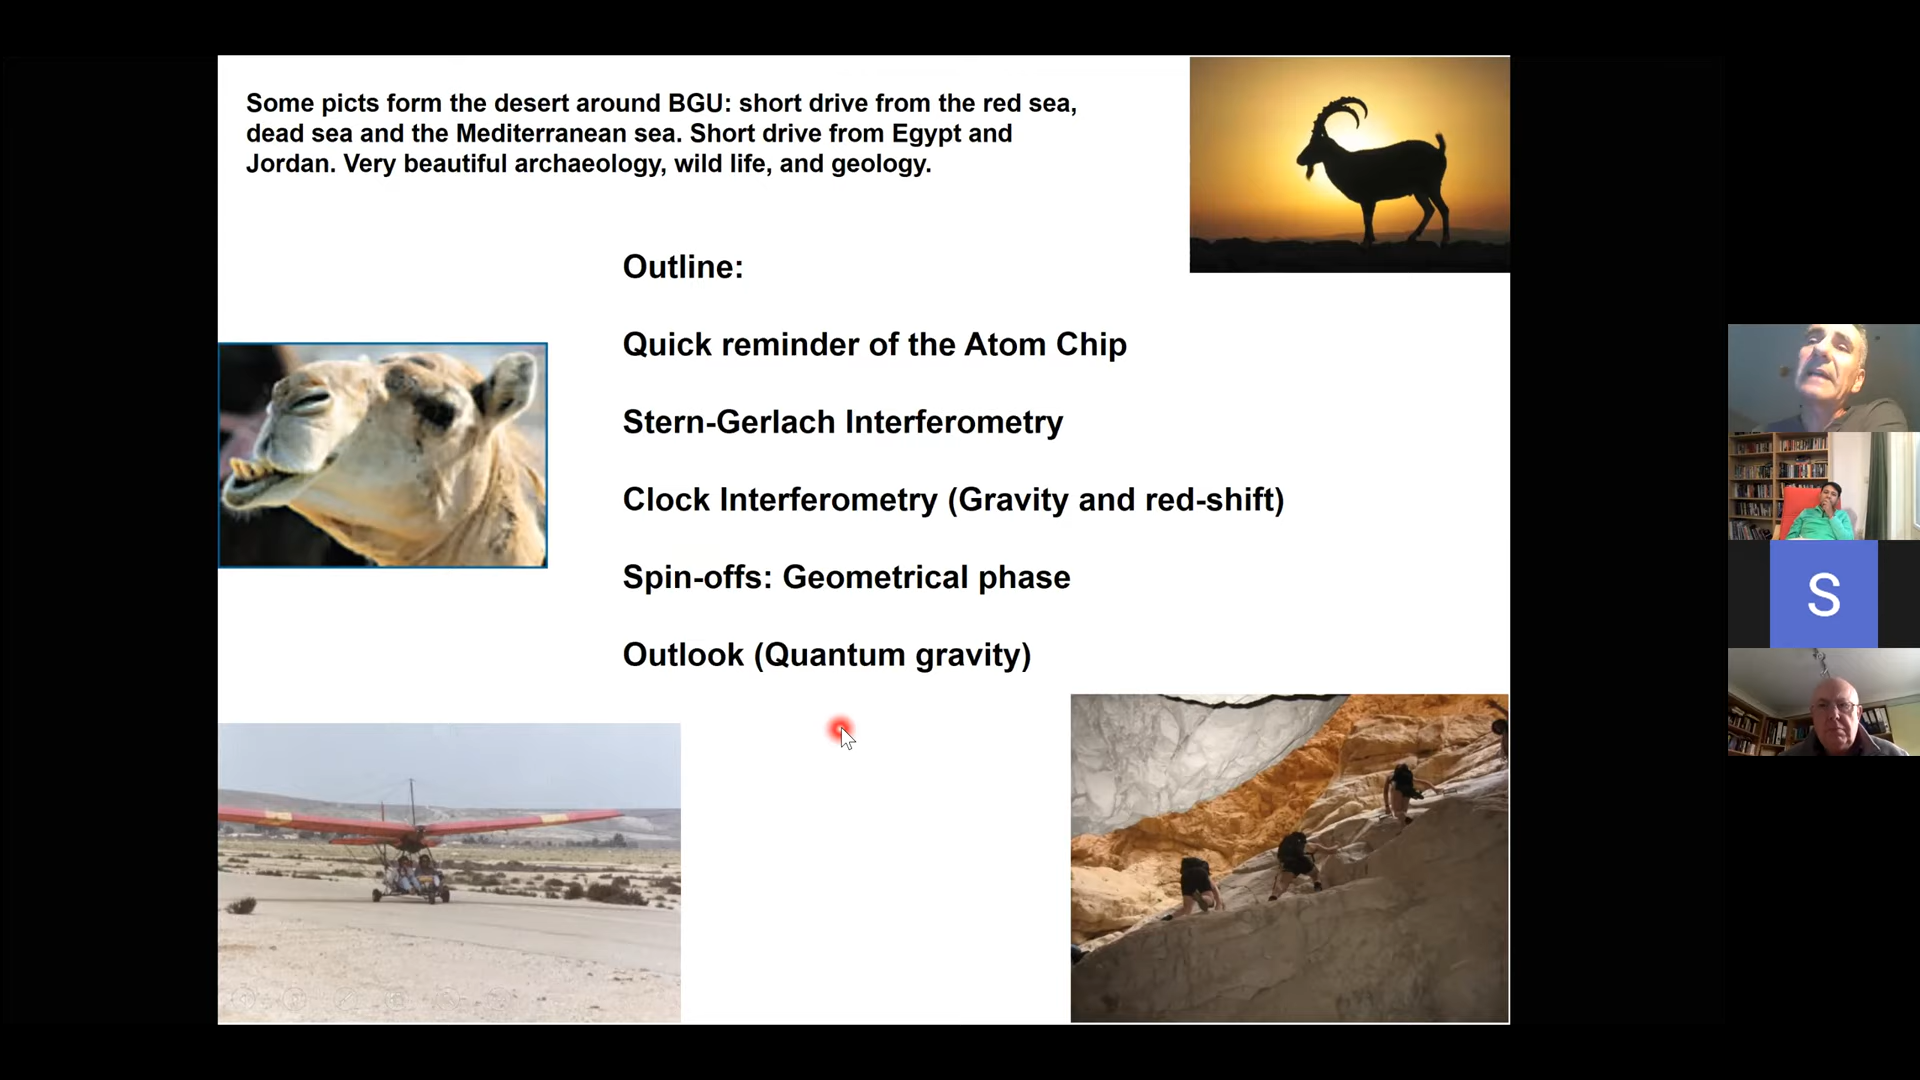 Some picts form the desert around BGU: short drive from the red sea,
dead sea and the Mediterranean sea. Short drive from Egypt and
Jordan. Very beautiful archaeology, wild life, and geology.
Outline:
Quick reminder of the Atom Chip
Stern-Gerlach Interferometry
Clock Interferometry (Gravity and red-shift)
Spin-offs: Geometrical phase
Outlook (Quantum gravity)
S